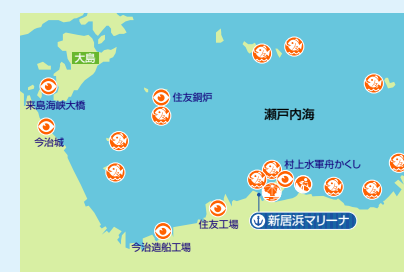 大島
来島海峡大橋
住友銅炉
瀬戸内海
今治城
村上水軍舟かくし
新居浜マリーナ
住友工場
今治造船工場